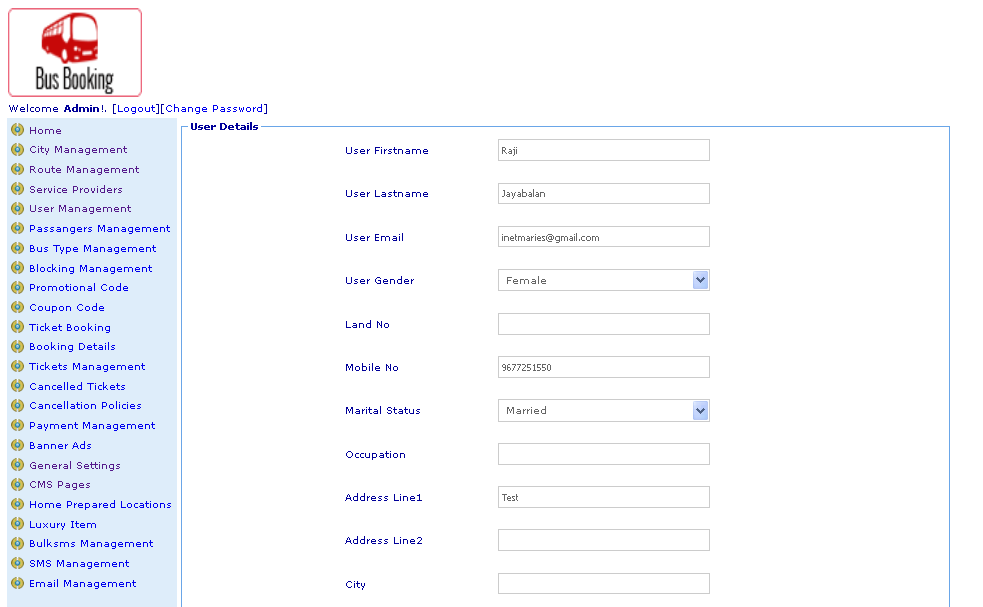 Bus Booking
Welcome Admin!. [Logout][Change Password]
Home
City Management
Route Management
Service Providers
User Management
Passangers Management
Bus Type Management
Blocking Management
Promotional Code
Coupon Code
Ticket Booking
Booking Details
Tickets Management
Cancelled Tickets
Cancellation Policies
Payment Management
Banner Ads
General Settings
CMS Pages
Home Prepared Locations
Luxury Item
Bulksms Management
SMS Management
Email Management
User Details
User Firstname Raji
User Lastname Jayabalan
User Email inetmaries@gmail.com
User Gender Female
Land No
Mobile No 9677251550
Marital Status Married
Occupation
Address Line1 Test
Address Line2
City